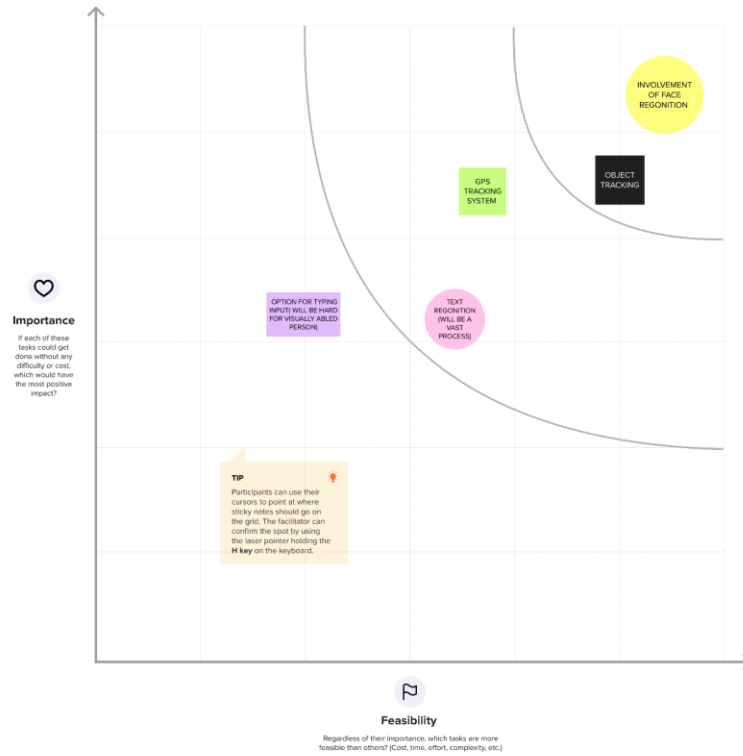 INVOLVEMENT
OF FACE
REGONITION
GPS
TRACKING
SYSTEM
OBJECT
TRACKING
OPTION FOR TYPING
INPUT( WILL BE HARD
FOR VISUALLY ABLED
PERSON)
TEXT
REGONITION
(WILL BE A
VAST
PROCESS)
Importance
If each of these
tasks could get
done without any
difficulty or cost,
which would have
the most positive
impact?
TIP
Participants can use their
cursors to point at where
sticky notes should go on
the grid. The facilitator can
confirm the spot by using
the laser pointer holding the
H key on the keyboard.
Feasibility
Regardless of their importance, which tasks are more
feasible than others? (Cost, time, effort, complexity, etc.)